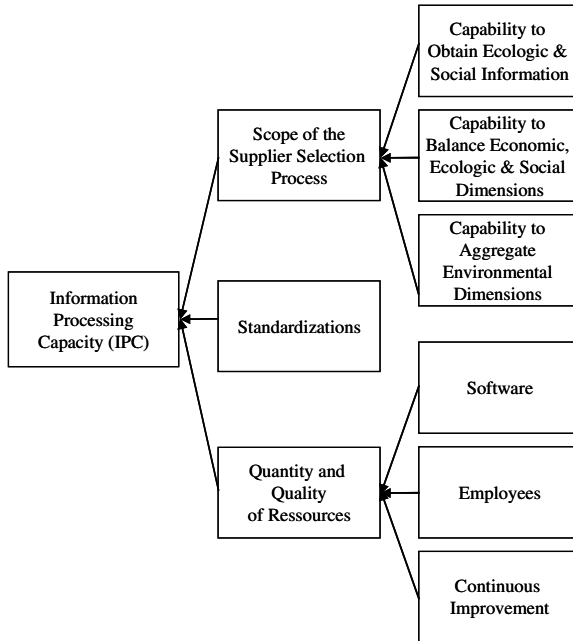 Capability to
Obtain Ecologic &
Social Information
Scope of the
Supplier Selection
Process
Capability to
Balance Economic,
Ecologic & Social
Dimensions
Capability to
Aggregate
Environmental
Dimensions
Information
Processing
Capacity (IPC)
Standardizations
Software
Quantity and
Quality
of Ressources
Employees
Continuous
Improvement